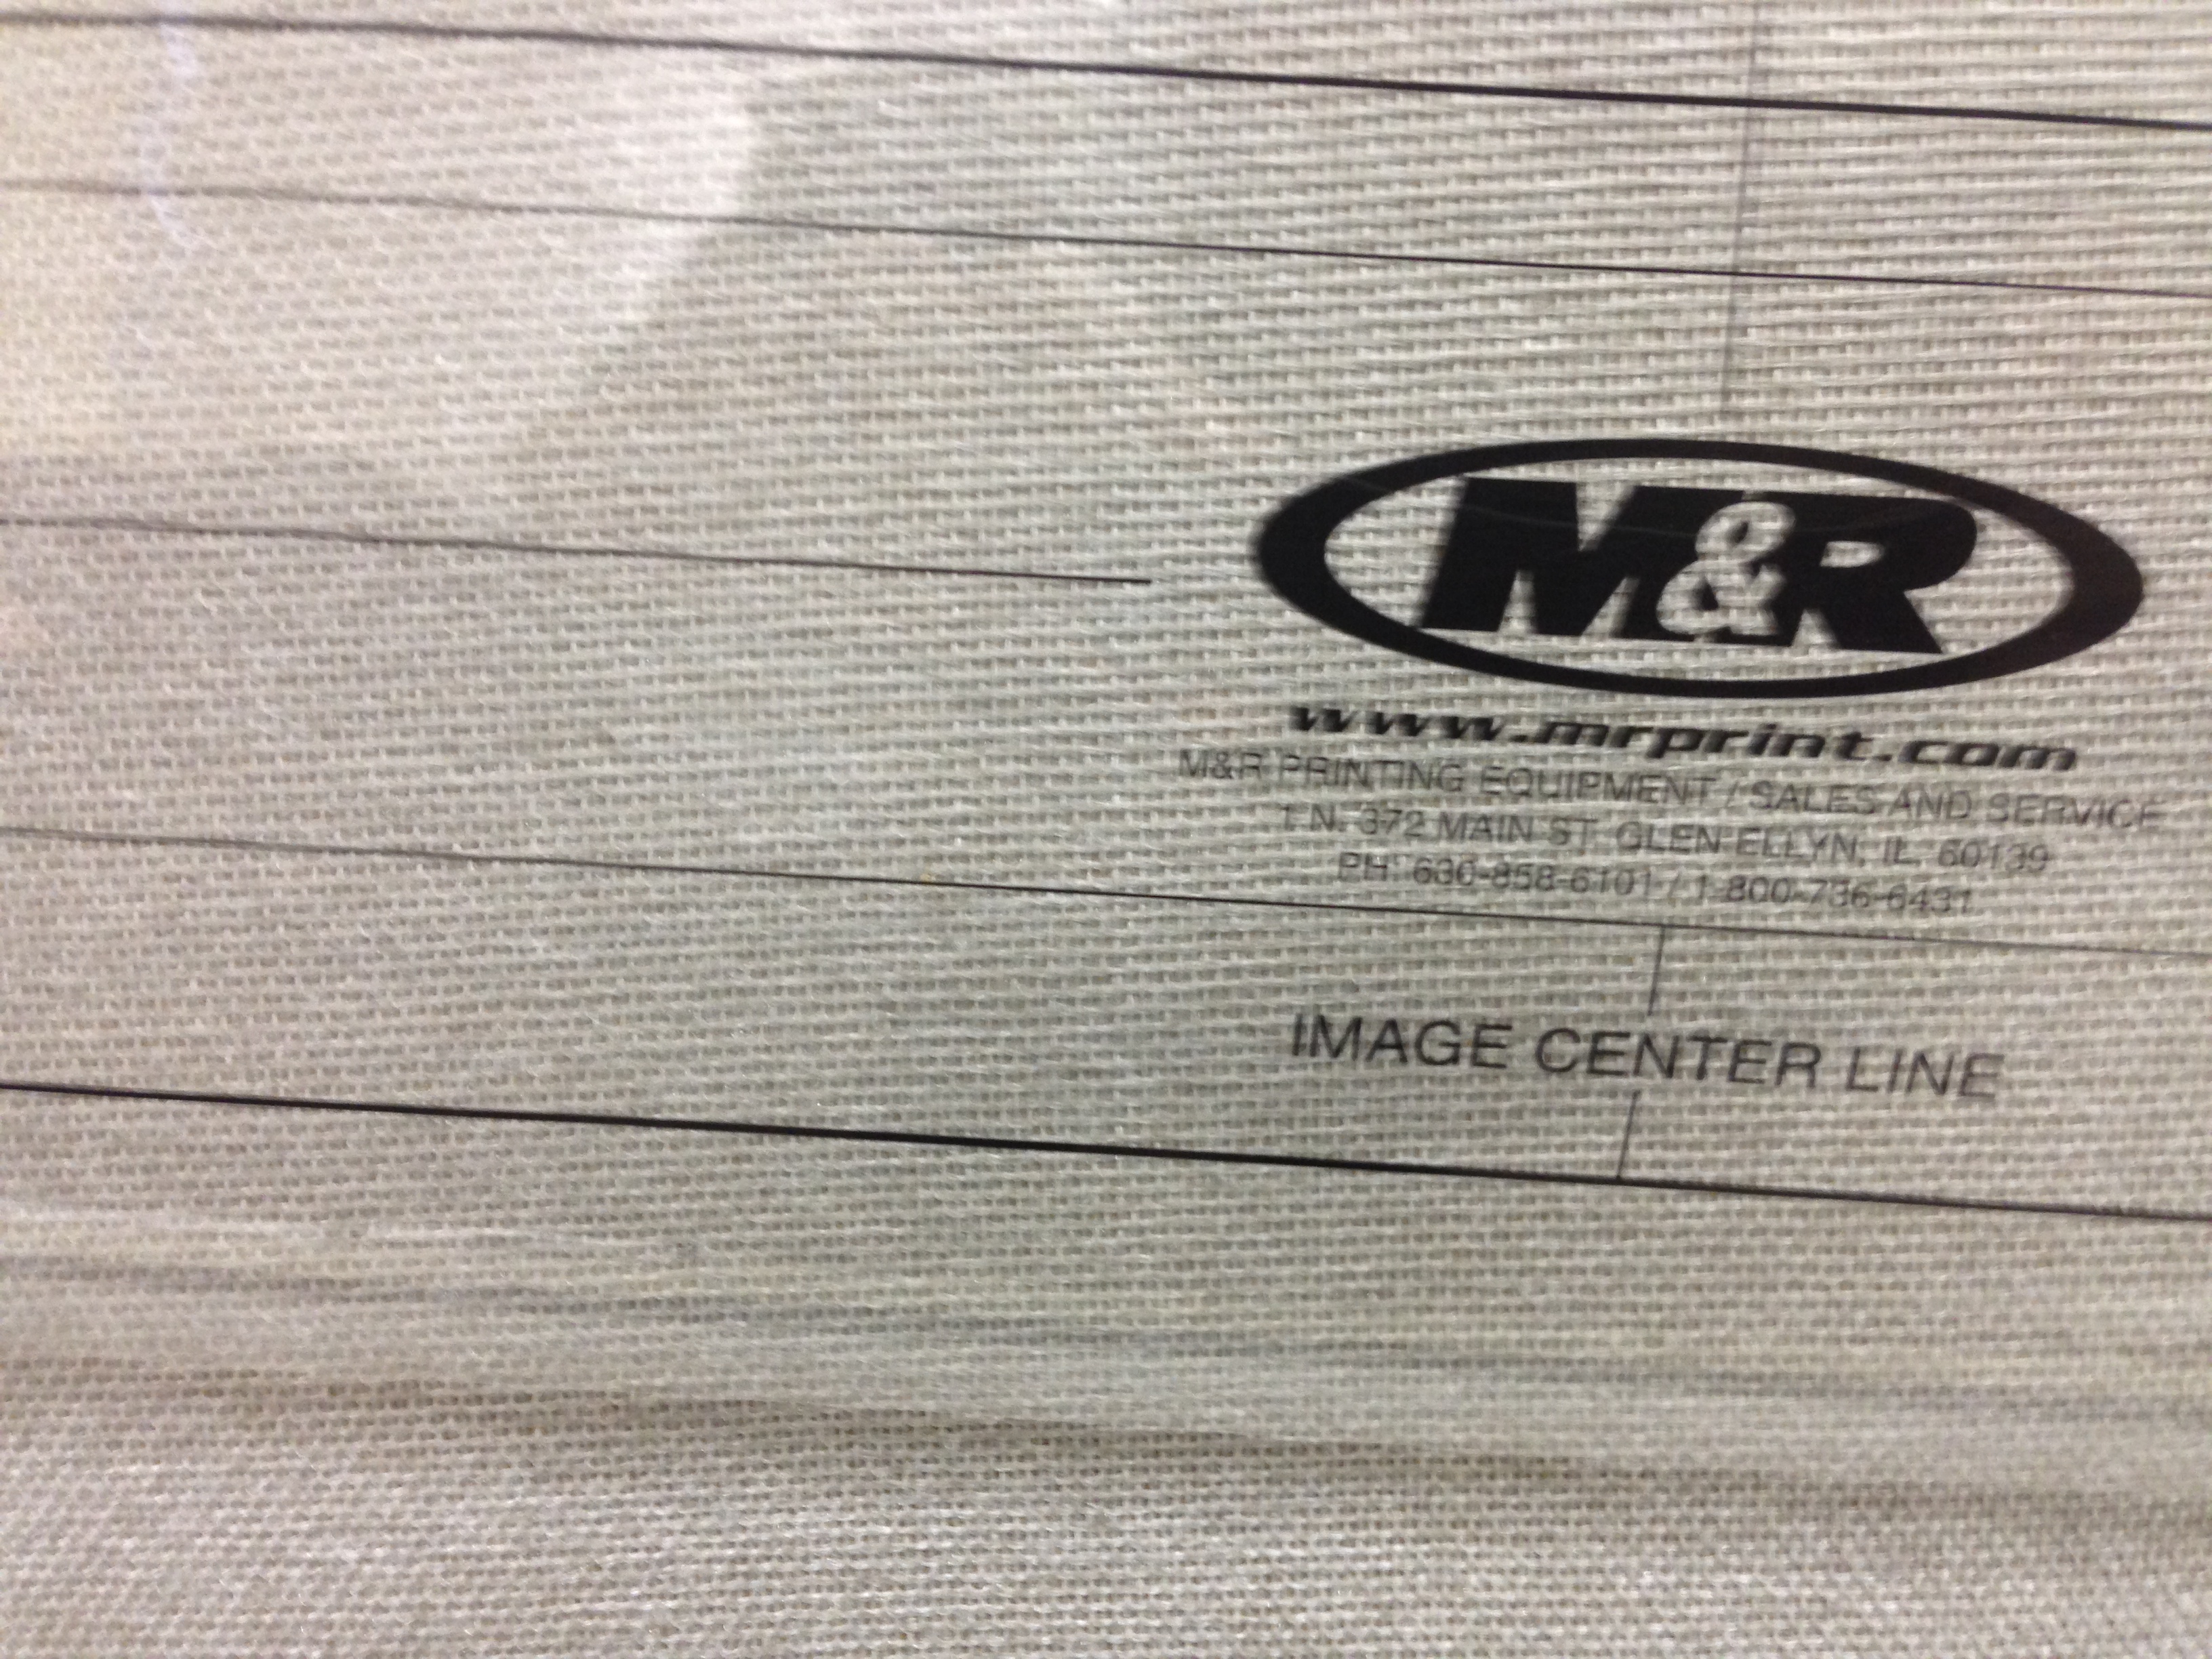 M&R
www.mrprint.com
M&R PRINTING EQUIPMENT / SALES AND SERVICE
1 N. 372 MAIN ST. GLEN ELLYN, IL. 60139
PH: 630-858-6101 / 1-800-736-6431
IMAGE CENTER LINE